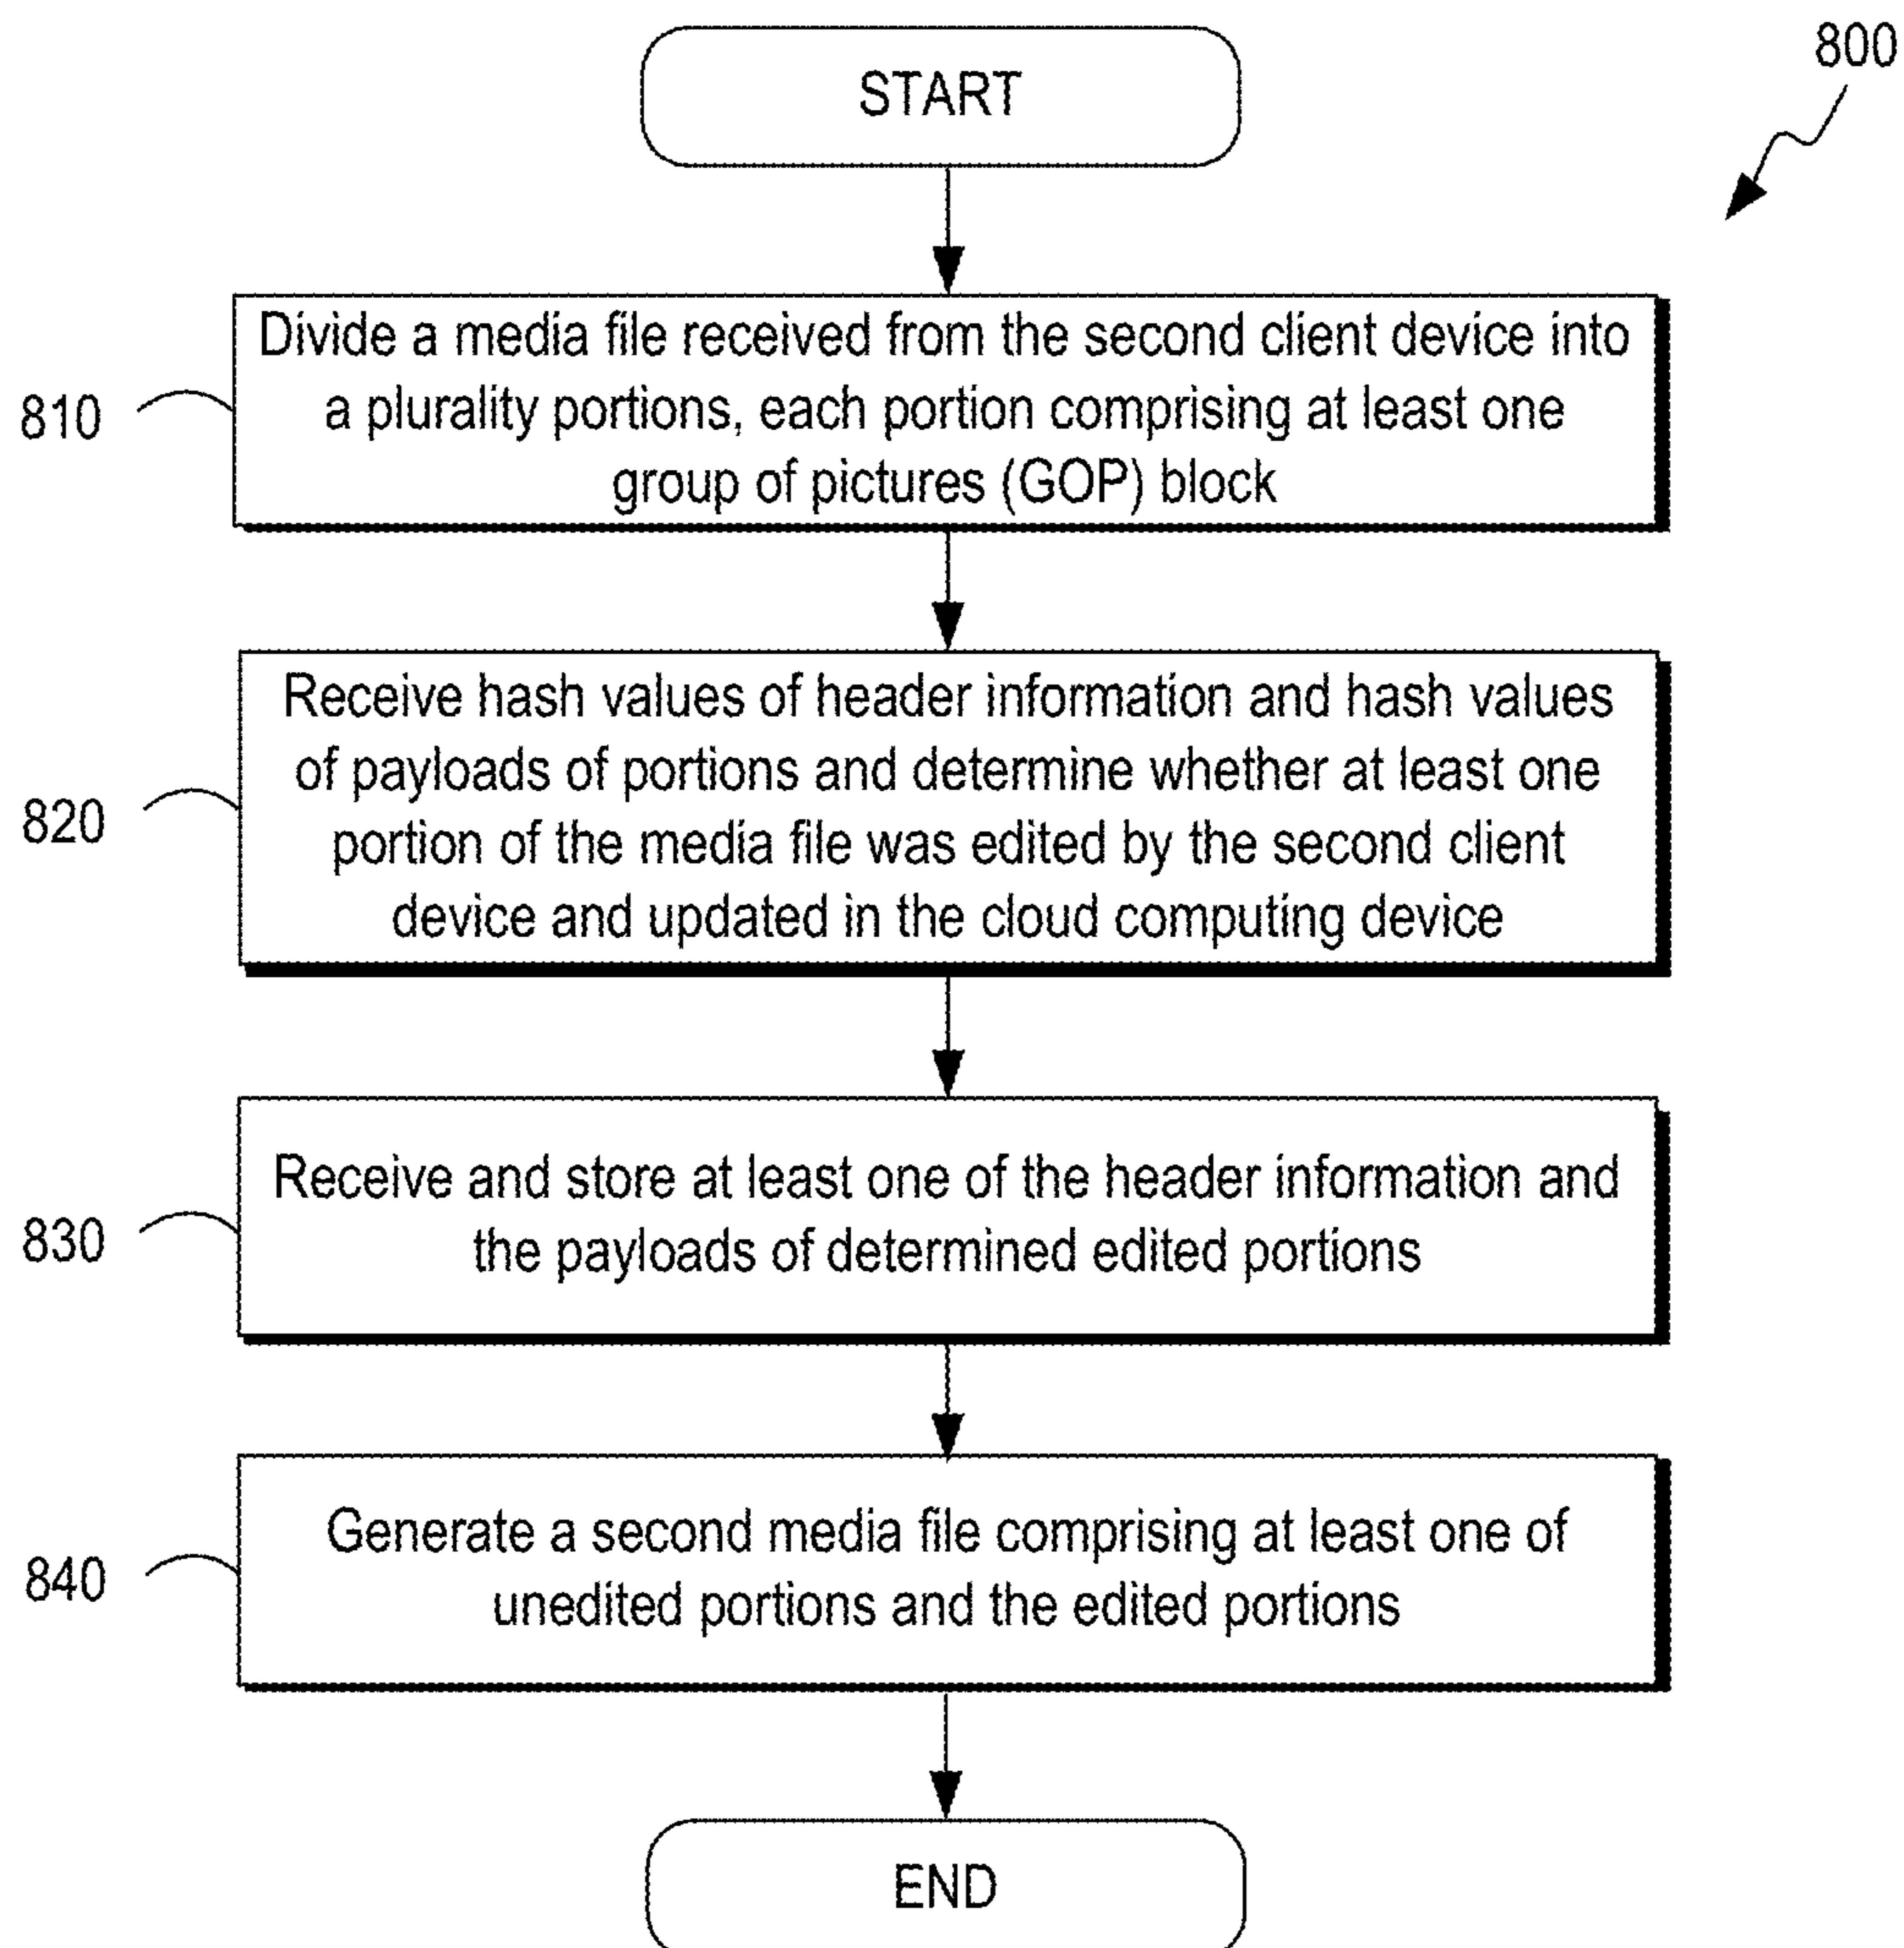 800
START
810
Divide a media file received from the second client device into
a plurality portions, each portion comprising at least one
group of pictures (GOP) block
820
Receive hash values of header information and hash values
of payloads of portions and determine whether at least one
portion of the media file was edited by the second client
device and updated in the cloud computing device
830
Receive and store at least one of the header information and
the payloads of determined edited portions
840
Generate a second media file comprising at least one of
unedited portions and the edited portions
END